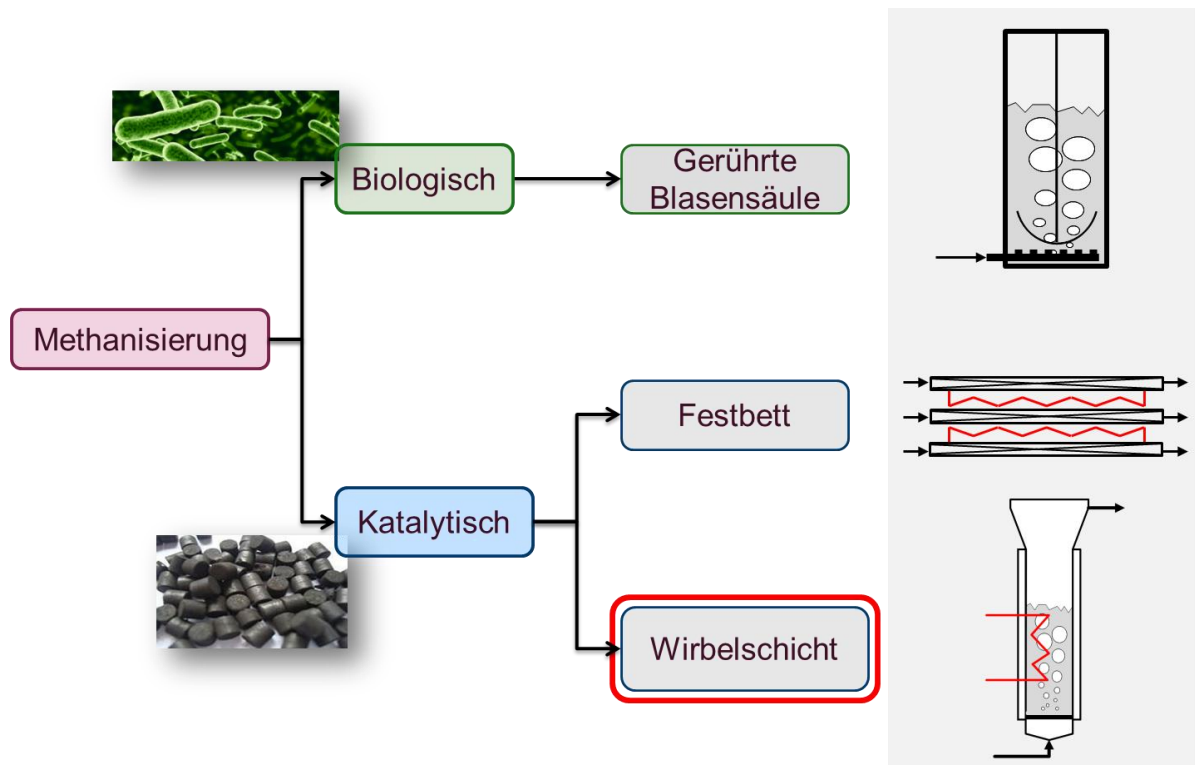 Biologisch
Gerührte
Blasensäule
Methanisierung
Festbett
Katalytisch
Wirbelschicht